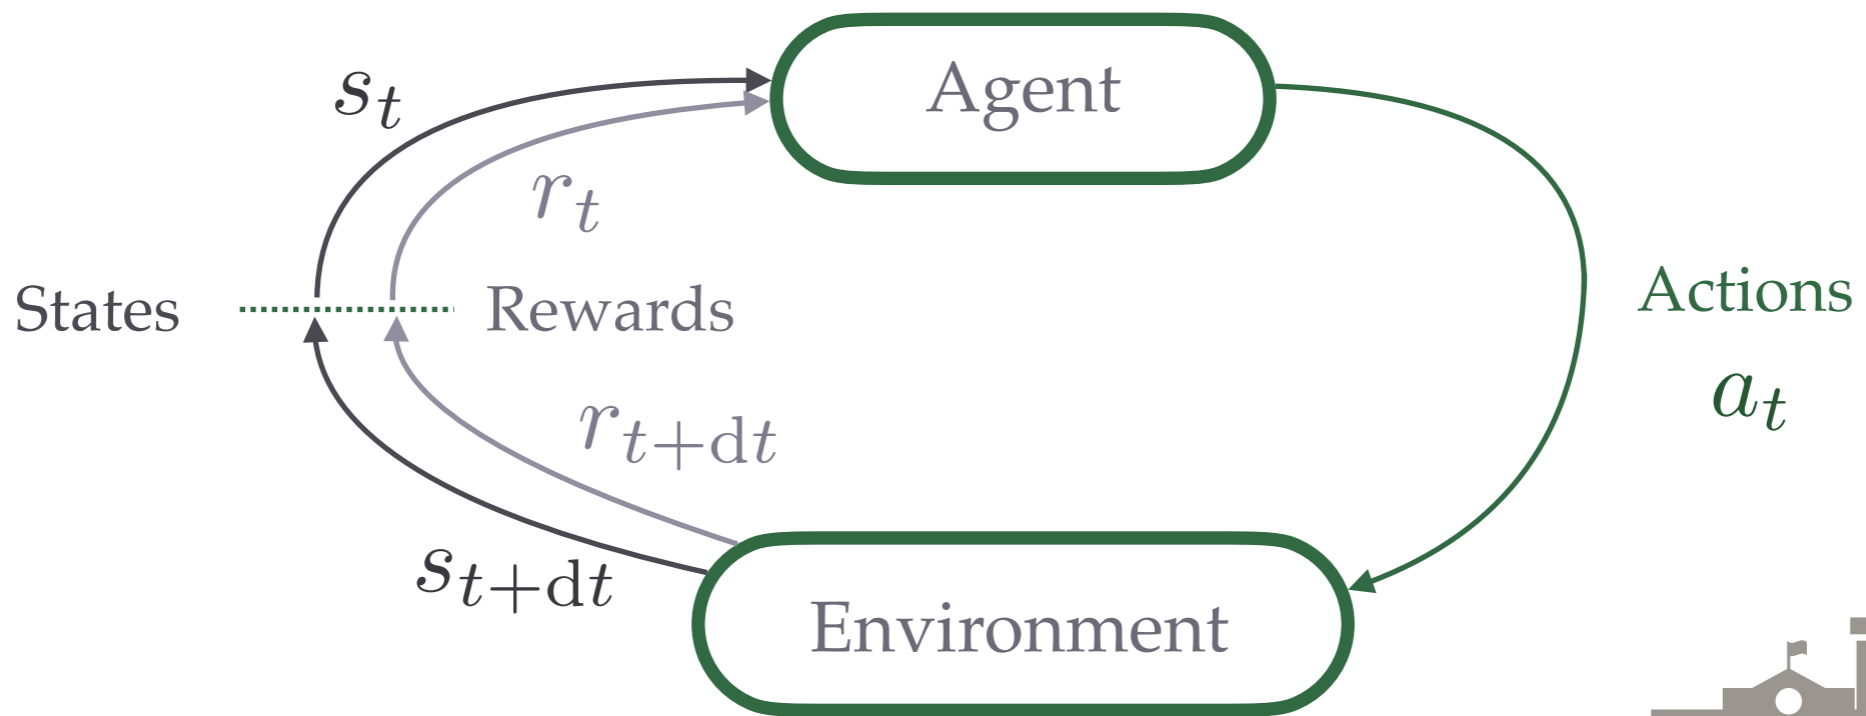 Agent
s_t
r_t
States
Rewards
Actions
a_t
r_{t+dt}
s_{t+dt}
Environment